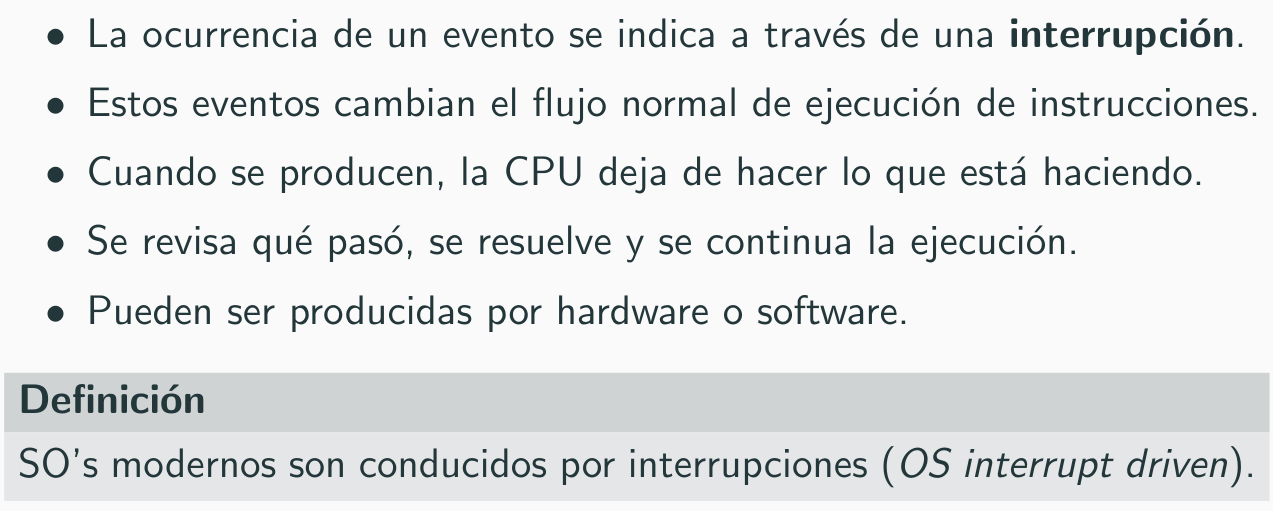 • La ocurrencia de un evento se indica a través de una interrupción.
• Estos eventos cambian el flujo normal de ejecución de instrucciones.
• Cuando se producen, la CPU deja de hacer lo que está haciendo.
• Se revisa qué pasó, se resuelve y se continua la ejecución.
• Pueden ser producidas por hardware o software.
Definición
SO's modernos son conducidos por interrupciones (OS interrupt driven).